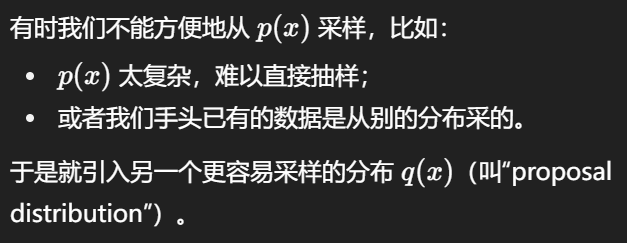 有时我们不能方便地从 p(x) 采样，比如：
• p(x) 太复杂，难以直接抽样；
• 或者我们手头已有的数据是从别的分布采的。
于是就引入另一个更容易采样的分布 q(x)（叫“proposal
distribution”）。